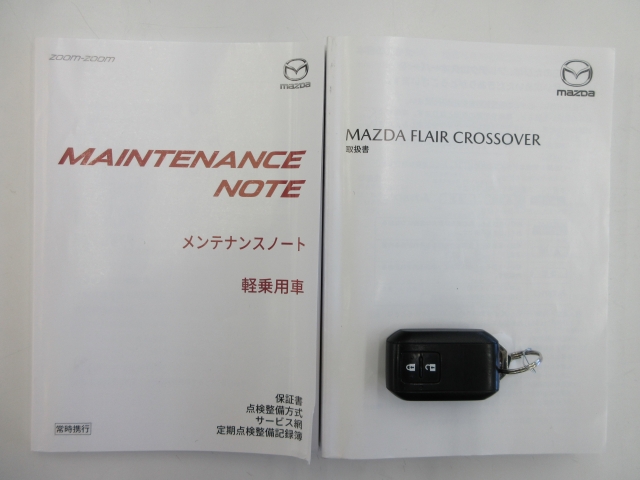 zoom-zoom
mazda
MAINTENANCE
NOTE
メンテナンスノート
軽乗用車
保証書
点検整備方式
サービス網
定期点検整備記録簿
常時携行
mazda
MAZDA FLAIR CROSSOVER
取扱書